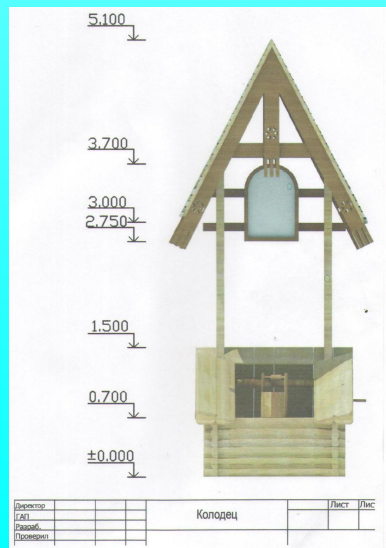 5.100
3.700
3.000
2.750
1.500
0.700
±0.000
Директор
ГАП
Разраб.
Проверил
Колодец
Лист
Лис